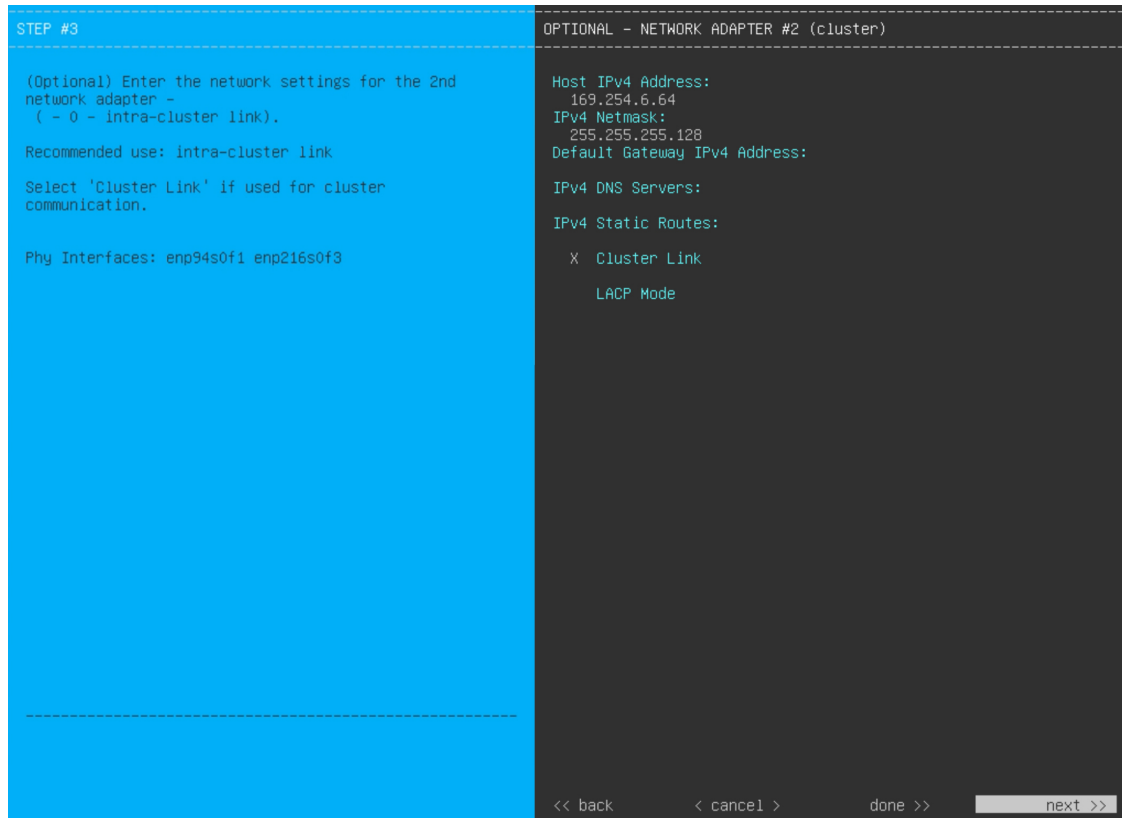 STEP #3
(Optional) Enter the network settings for the 2nd
network adapter -
( - 0 - intra-cluster link).
Recommended use: intra-cluster link
Select 'Cluster Link' if used for cluster
communication.
Phy Interfaces: enp94s0f1 enp216s0f3
OPTIONAL - NETWORK ADAPTER #2 (cluster)
Host IPv4 Address:
169.254.6.64
IPv4 Netmask:
255.255.255.128
Default Gateway IPv4 Address:
IPv4 DNS Servers:
IPv4 Static Routes:
X Cluster Link
LACP Mode
<< back < cancel > done >> next >>